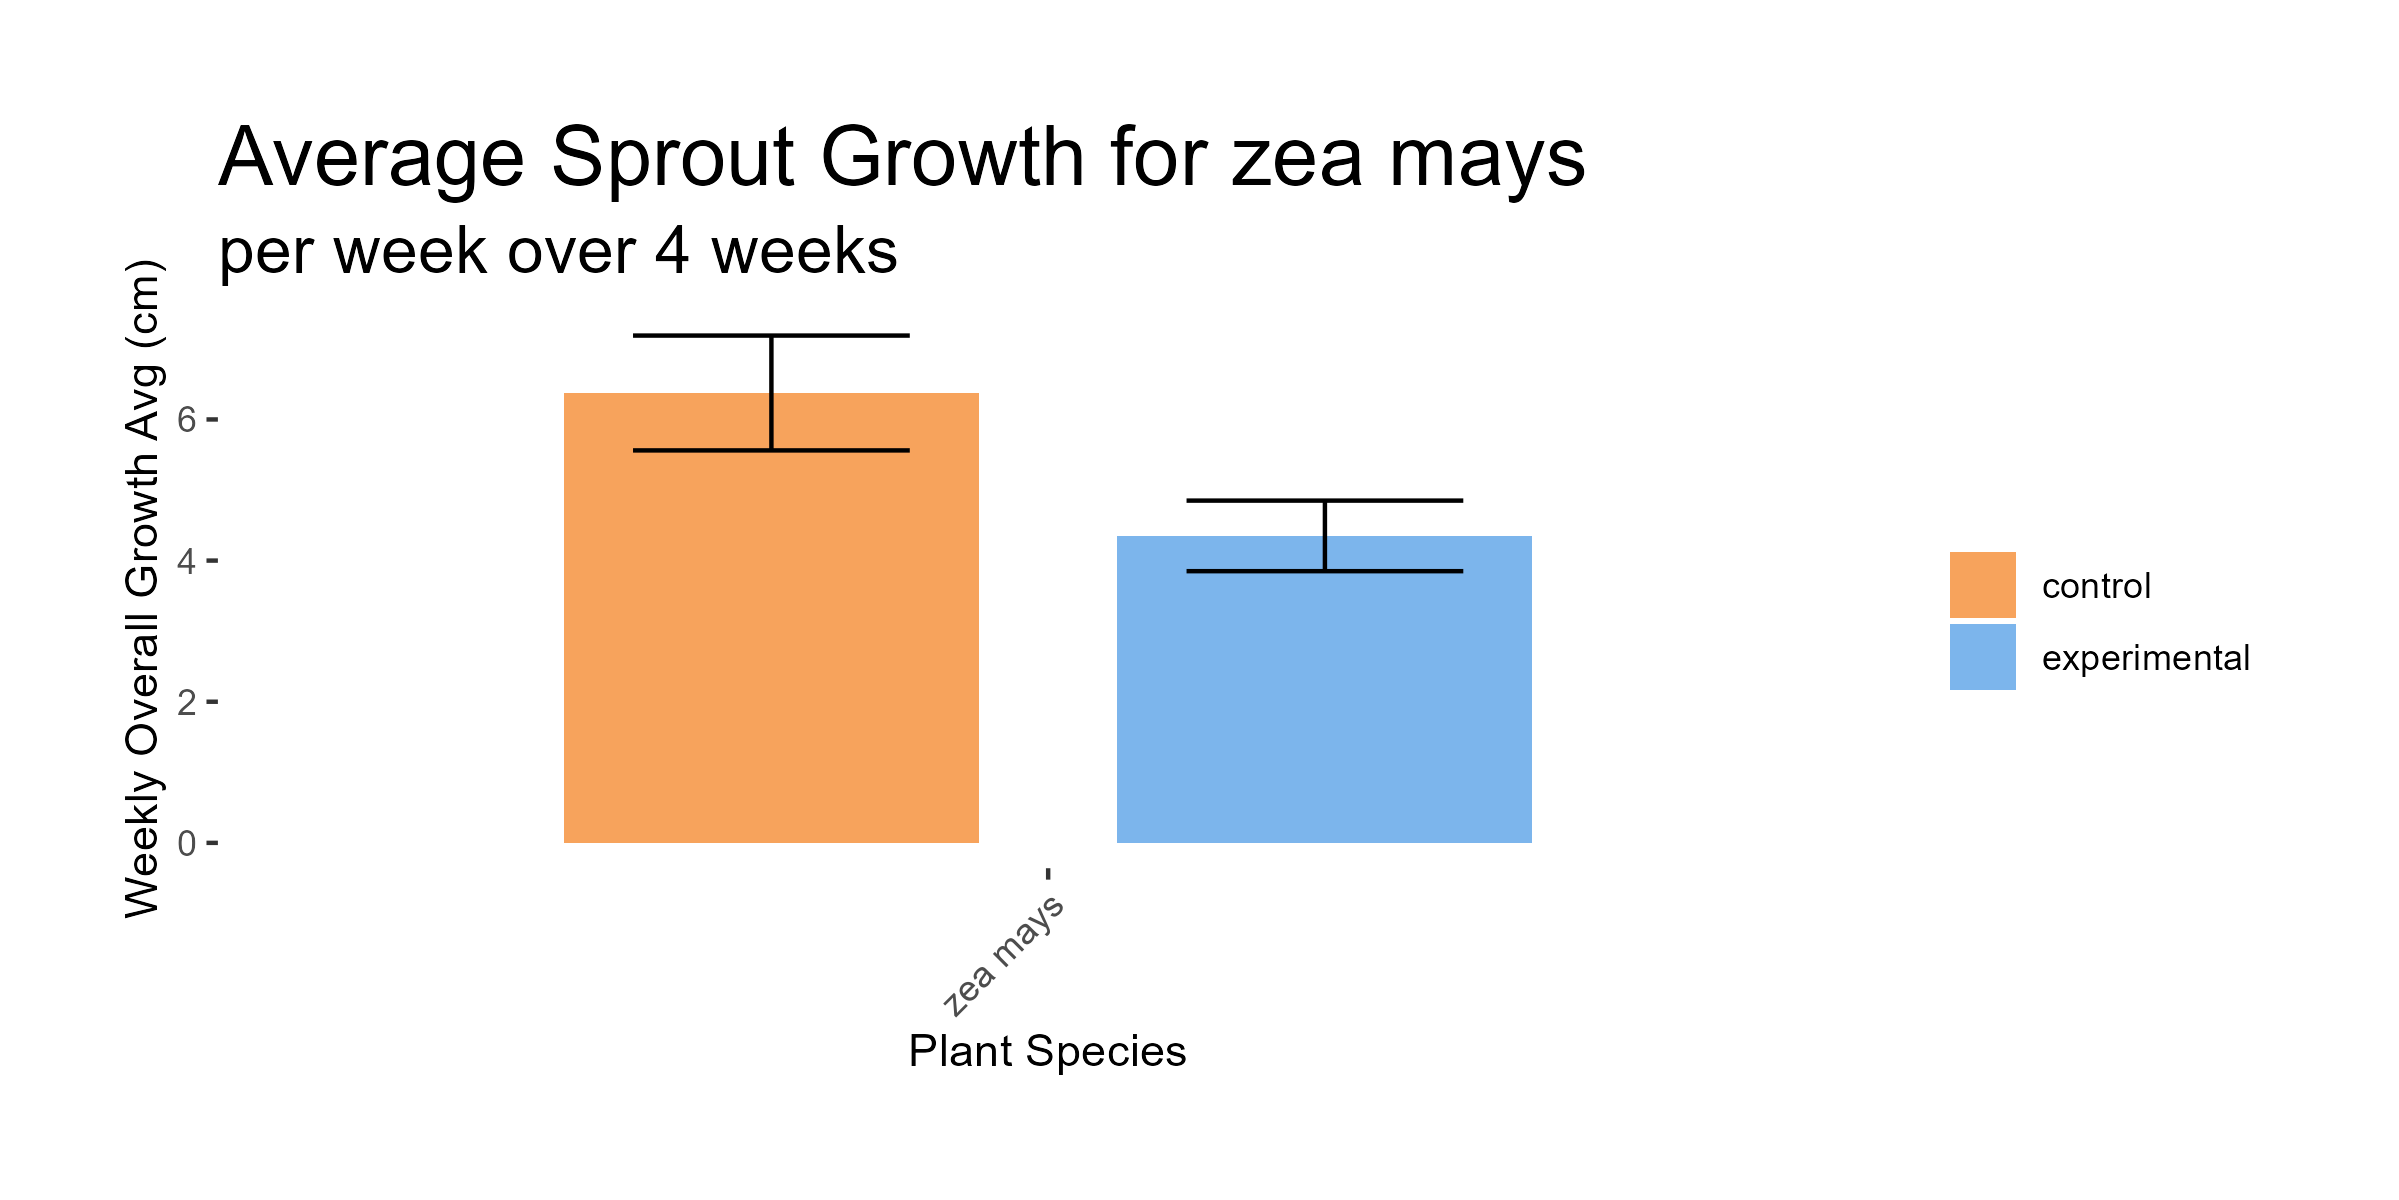 Average Sprout Growth for zea mays
per week over 4 weeks
Weekly Overall Growth Avg (cm)
6
4
2
0
zea mays
Plant Species
control
experimental